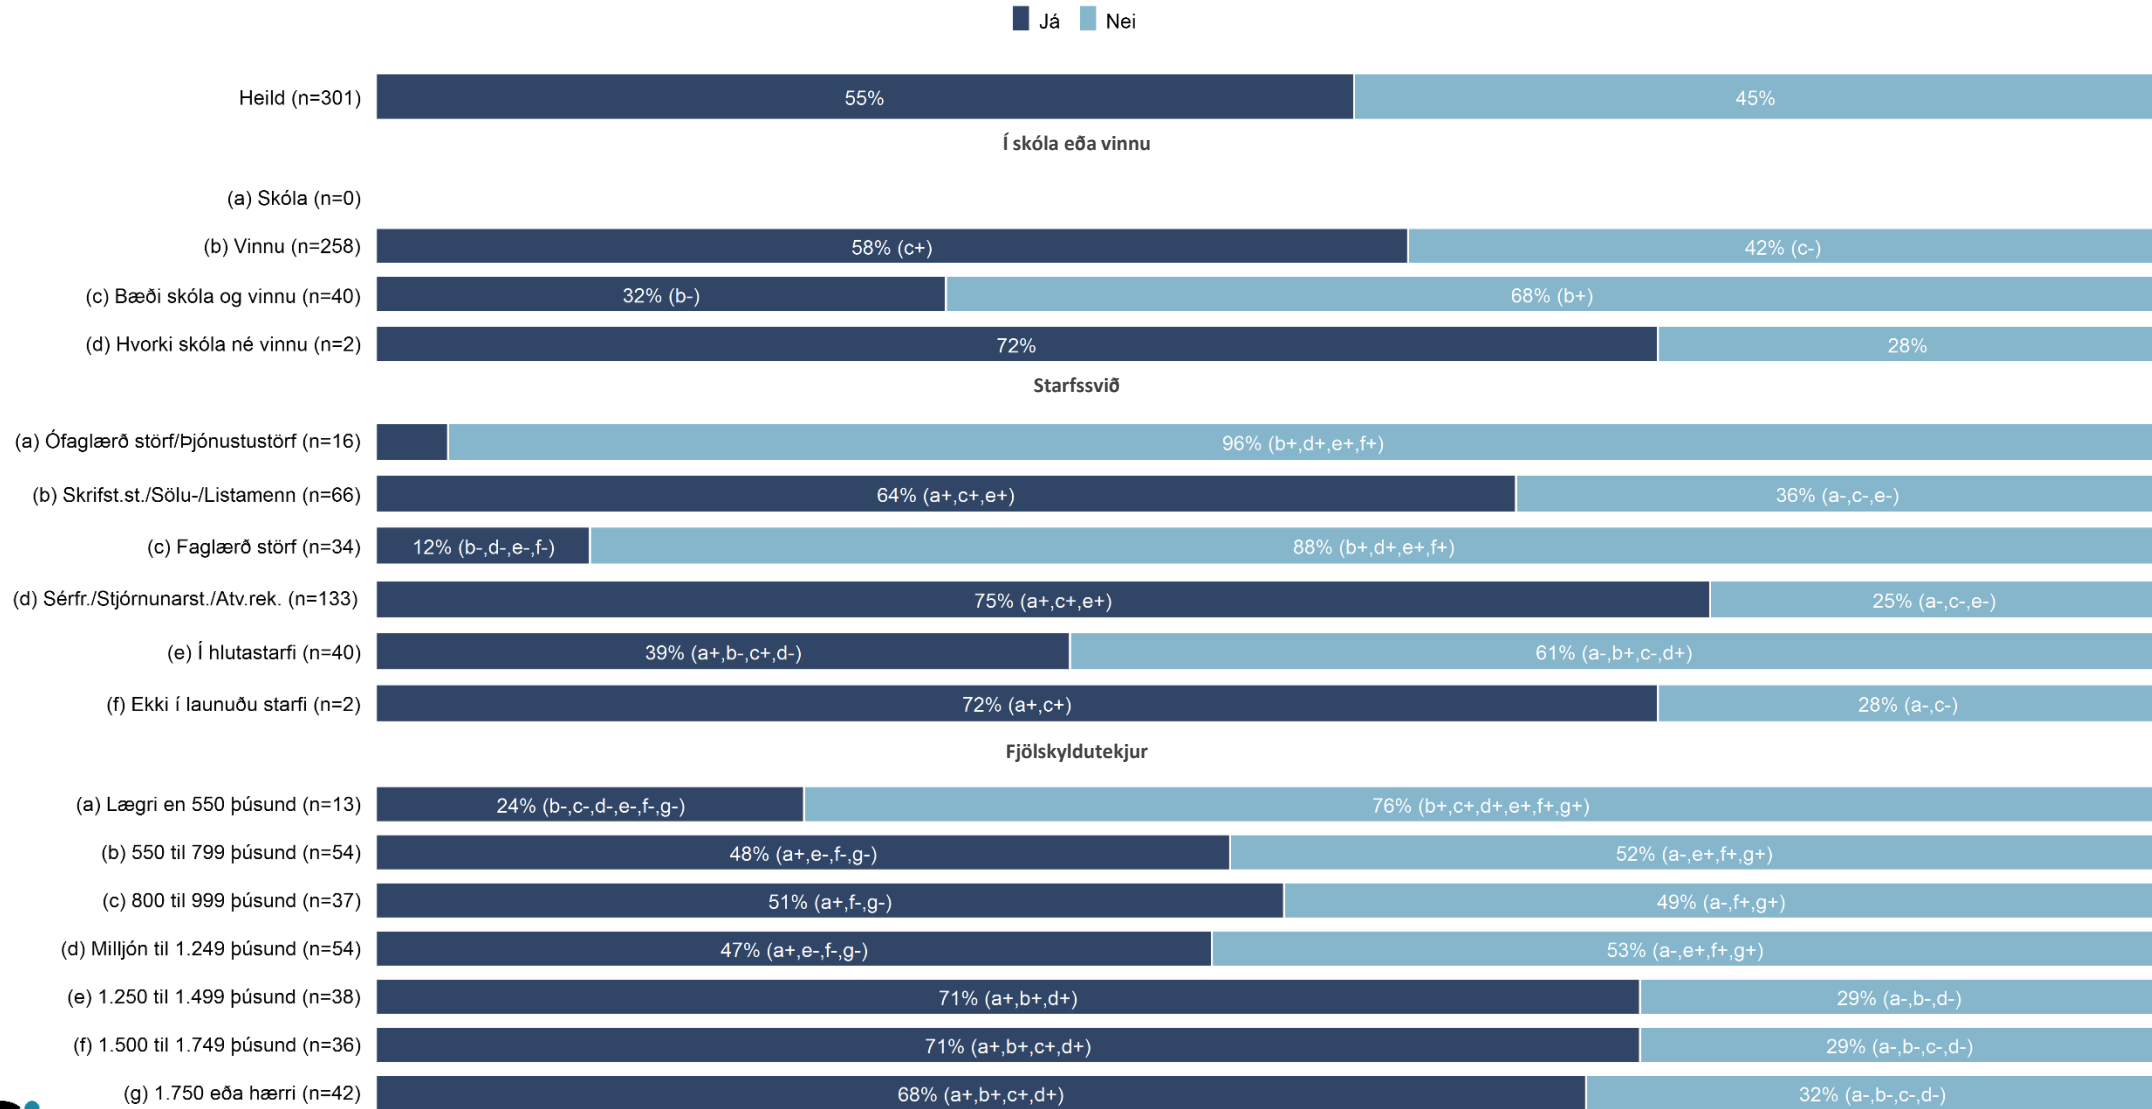 Já Nei
Heild (n=301) 55% 45%
Í skóla eða vinnu
(a) Skóla (n=0)
(b) Vinnu (n=258) 58% (c+) 42% (c-)
(c) Bæði skóla og vinnu (n=40) 32% (b-) 68% (b+)
(d) Hvorki skóla né vinnu (n=2) 72% 28%
Starfssvið
(a) Ófaglærð störf/Þjónustustörf (n=16) 96% (b+,d+,e+,f+)
(b) Skrifst.st./Sölu-/Listamenn (n=66) 64% (a+,c+,e+) 36% (a-,c-,e-)
(c) Faglærð störf (n=34) 12% (b-,d-,e-,f-) 88% (b+,d+,e+,f+)
(d) Sérfr./Stjórnunarst./Atv.rek. (n=133) 75% (a+,c+,e+) 25% (a-,c-,e-)
(e) Í hlutastarfi (n=40) 39% (a+,b-,c+,d-) 61% (a-,b+,c-,d+)
(f) Ekki í launuðu starfi (n=2) 72% (a+,c+) 28% (a-,c-)
Fjölskyldutekjur
(a) Lægri en 550 þúsund (n=13) 24% (b-,c-,d-,e-,f-,g-) 76% (b+,c+,d+,e+,f+,g+)
(b) 550 til 799 þúsund (n=54) 48% (a+,e-,f-,g-) 52% (a-,e+,f+,g+)
(c) 800 til 999 þúsund (n=37) 51% (a+,f-,g-) 49% (a-,f+,g+)
(d) Milljón til 1.249 þúsund (n=54) 47% (a+,e-,f-,g-) 53% (a-,e+,f+,g+)
(e) 1.250 til 1.499 þúsund (n=38) 71% (a+,b+,d+) 29% (a-,b-,d-)
(f) 1.500 til 1.749 þúsund (n=36) 71% (a+,b+,c+,d+) 29% (a-,b-,c-,d-)
(g) 1.750 eða hærri (n=42) 68% (a+,b+,c+,d+) 32% (a-,b-,c-,d-)